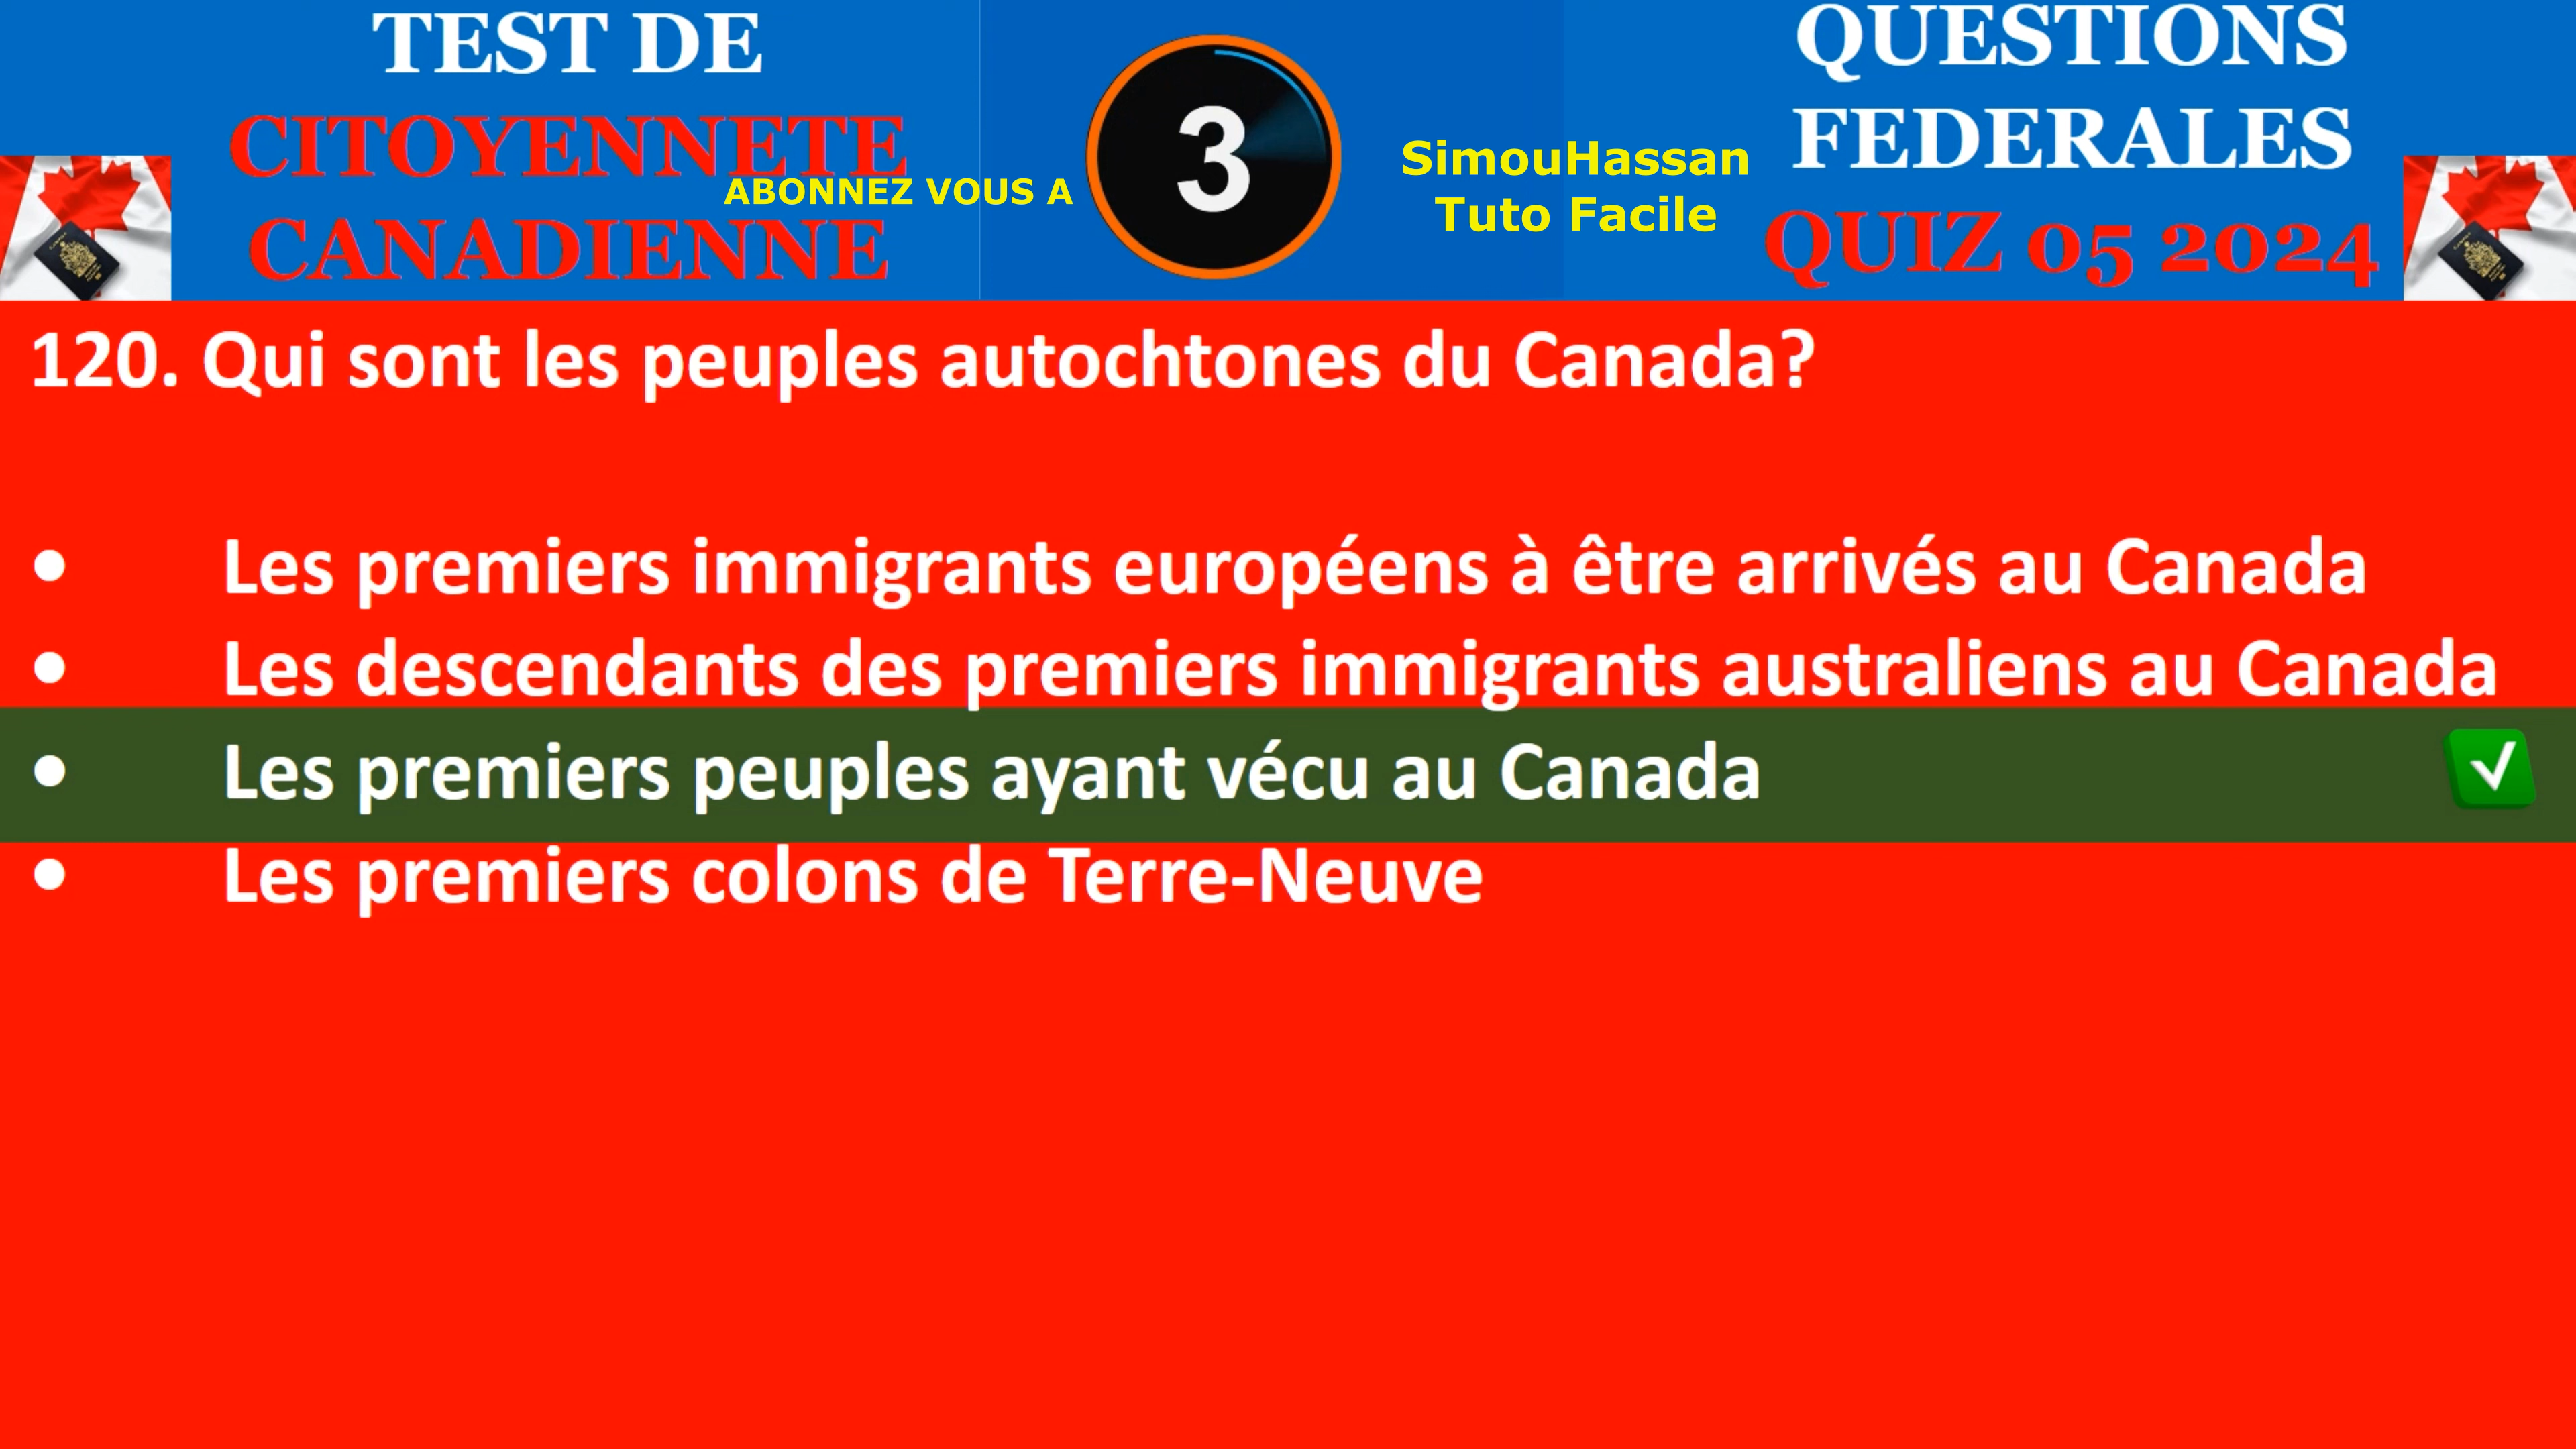 TEST DE
CITOYENNETE
CANADIENNE
ABONNEZ VOUS A
3
SimouHassan
Tuto Facile
QUESTIONS
FEDERALES
QUIZ 05 2024
120. Qui sont les peuples autochtones du Canada?
• Les premiers immigrants européens à être arrivés au Canada
• Les descendants des premiers immigrants australiens au Canada
• Les premiers peuples ayant vécu au Canada
• Les premiers colons de Terre-Neuve